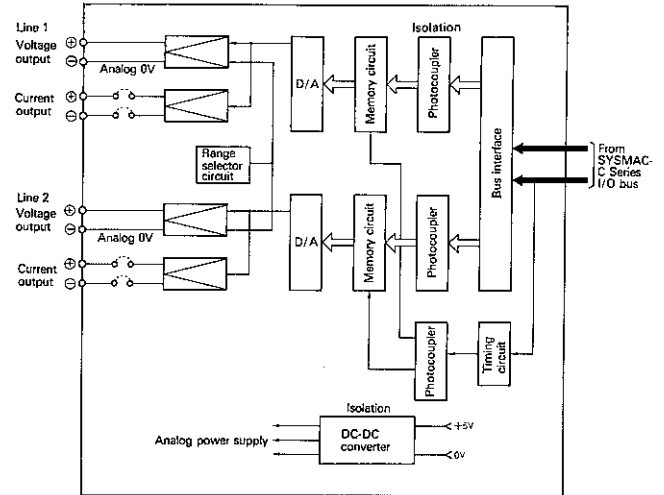 Line 1
Voltage
output
⊕
⊖
Analog 0V
Current
output
⊕
⊖
D/A
Memory circuit
Isolation
Photocoupler
Bus interface
From
SYSMAC-
C Series
I/O bus
Range
selector
circuit
Line 2
Voltage
output
⊕
⊖
Analog 0V
Current
output
⊕
⊖
D/A
Memory circuit
Photocoupler
Photocoupler
Timing
circuit
Isolation
Analog power supply
DC-DC
converter
+5V
0V